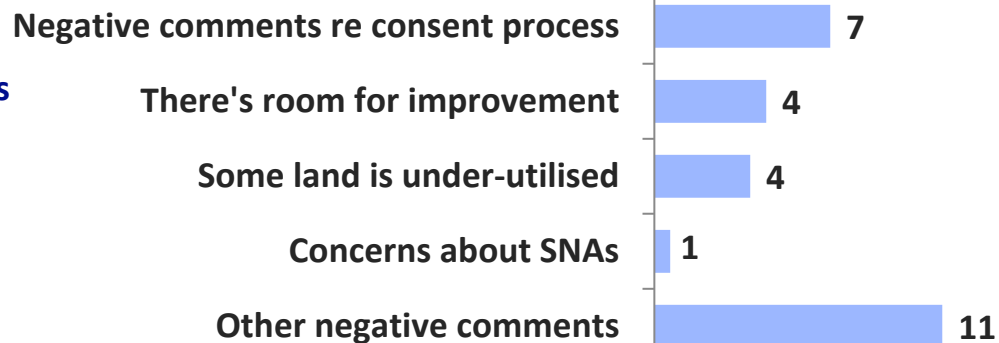 Negative comments re consent process 7
s
There's room for improvement 4
Some land is under-utilised 4
Concerns about SNAs 1
Other negative comments 11